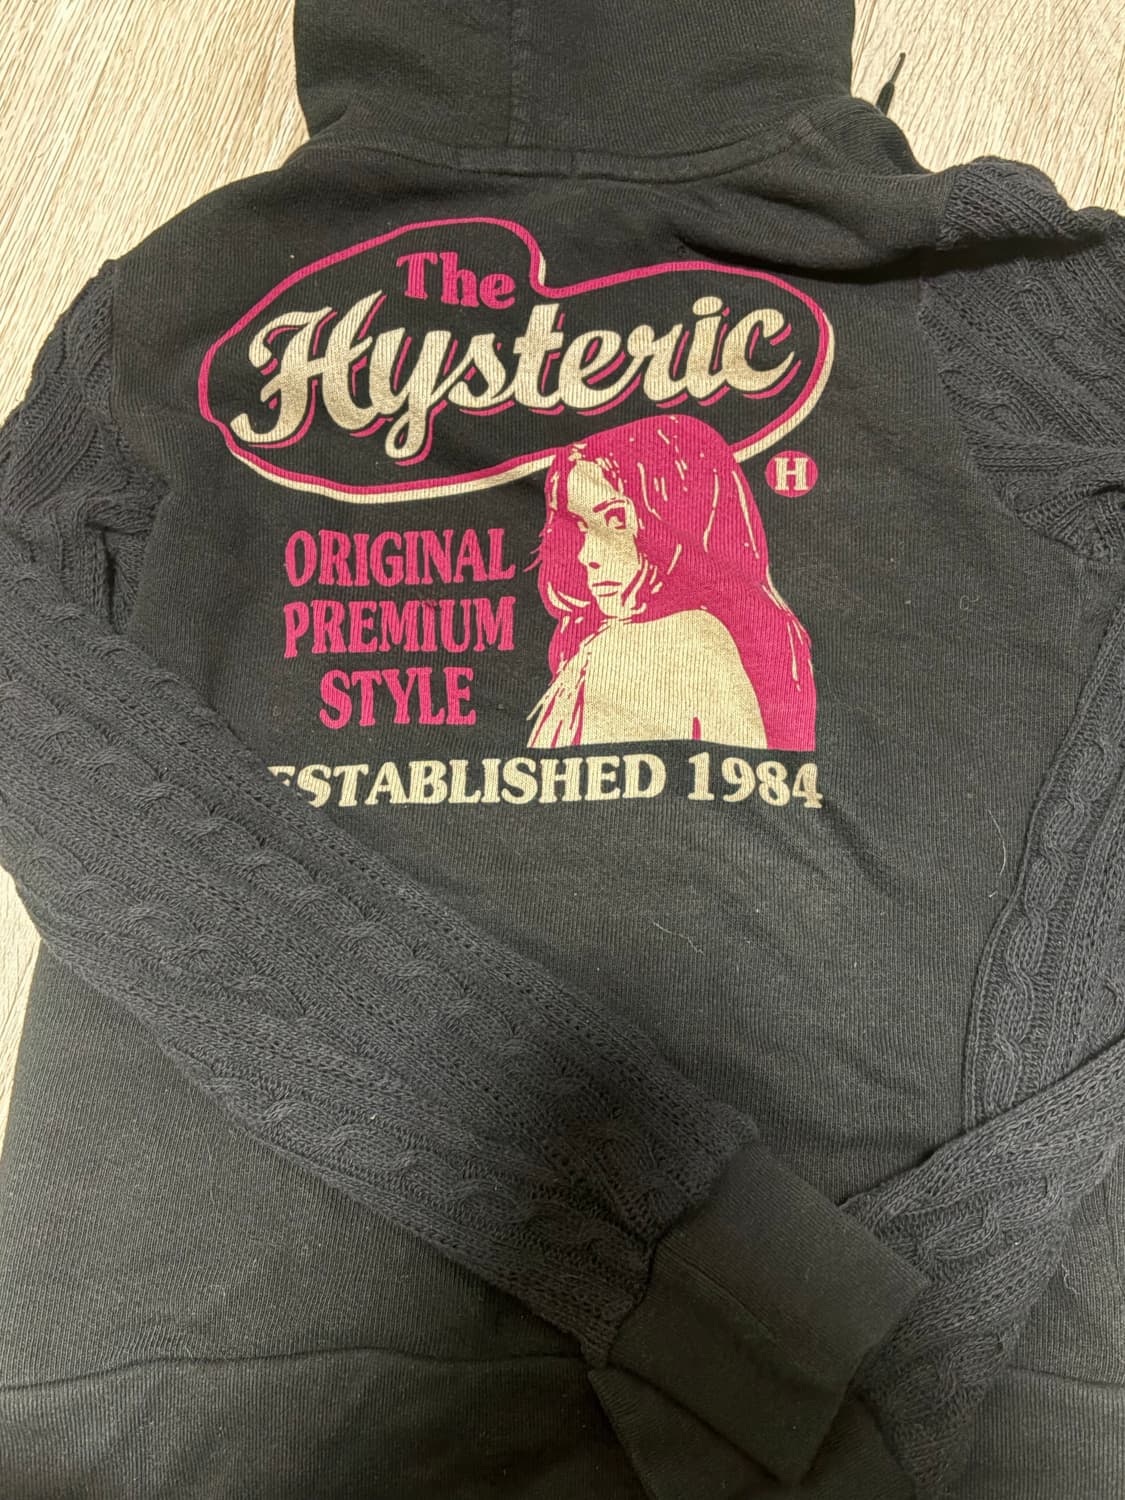 The
Hysteric
H
ORIGINAL
PREMIUM
STYLE
ESTABLISHED 1984